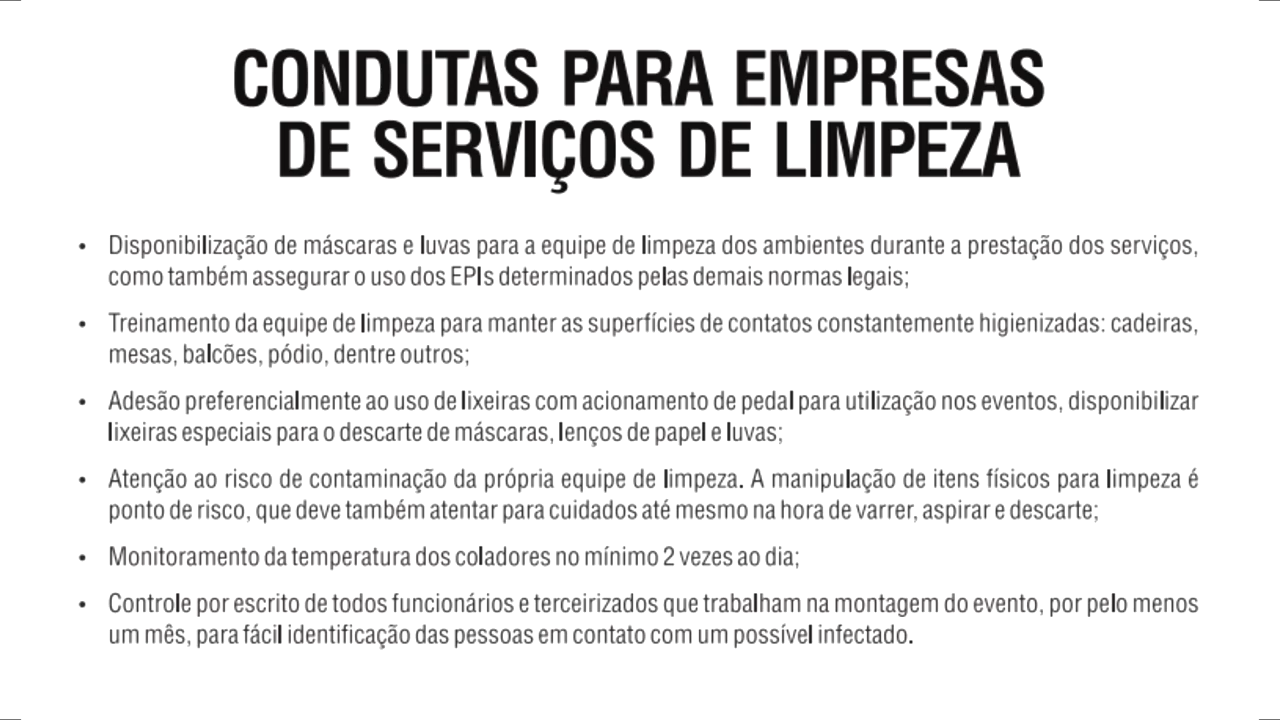 CONDUTAS PARA EMPRESAS
DE SERVIÇOS DE LIMPEZA
• Disponibilização de máscaras e luvas para a equipe de limpeza dos ambientes durante a prestação dos serviços,
como também assegurar o uso dos EPIs determinados pelas demais normas legais;
• Treinamento da equipe de limpeza para manter as superfícies de contatos constantemente higienizadas: cadeiras,
mesas, balcões, pódio, dentre outros;
• Adesão preferencialmente ao uso de lixeiras com acionamento de pedal para utilização nos eventos, disponibilizar
lixeiras especiais para o descarte de máscaras, lenços de papel e luvas;
• Atenção ao risco de contaminação da própria equipe de limpeza. A manipulação de itens físicos para limpeza é
ponto de risco, que deve também atentar para cuidados até mesmo na hora de varrer, aspirar e descarte;
• Monitoramento da temperatura dos coladores no mínimo 2 vezes ao dia;
• Controle por escrito de todos funcionários e terceirizados que trabalham na montagem do evento, por pelo menos
um mês, para fácil identificação das pessoas em contato com um possível infectado.